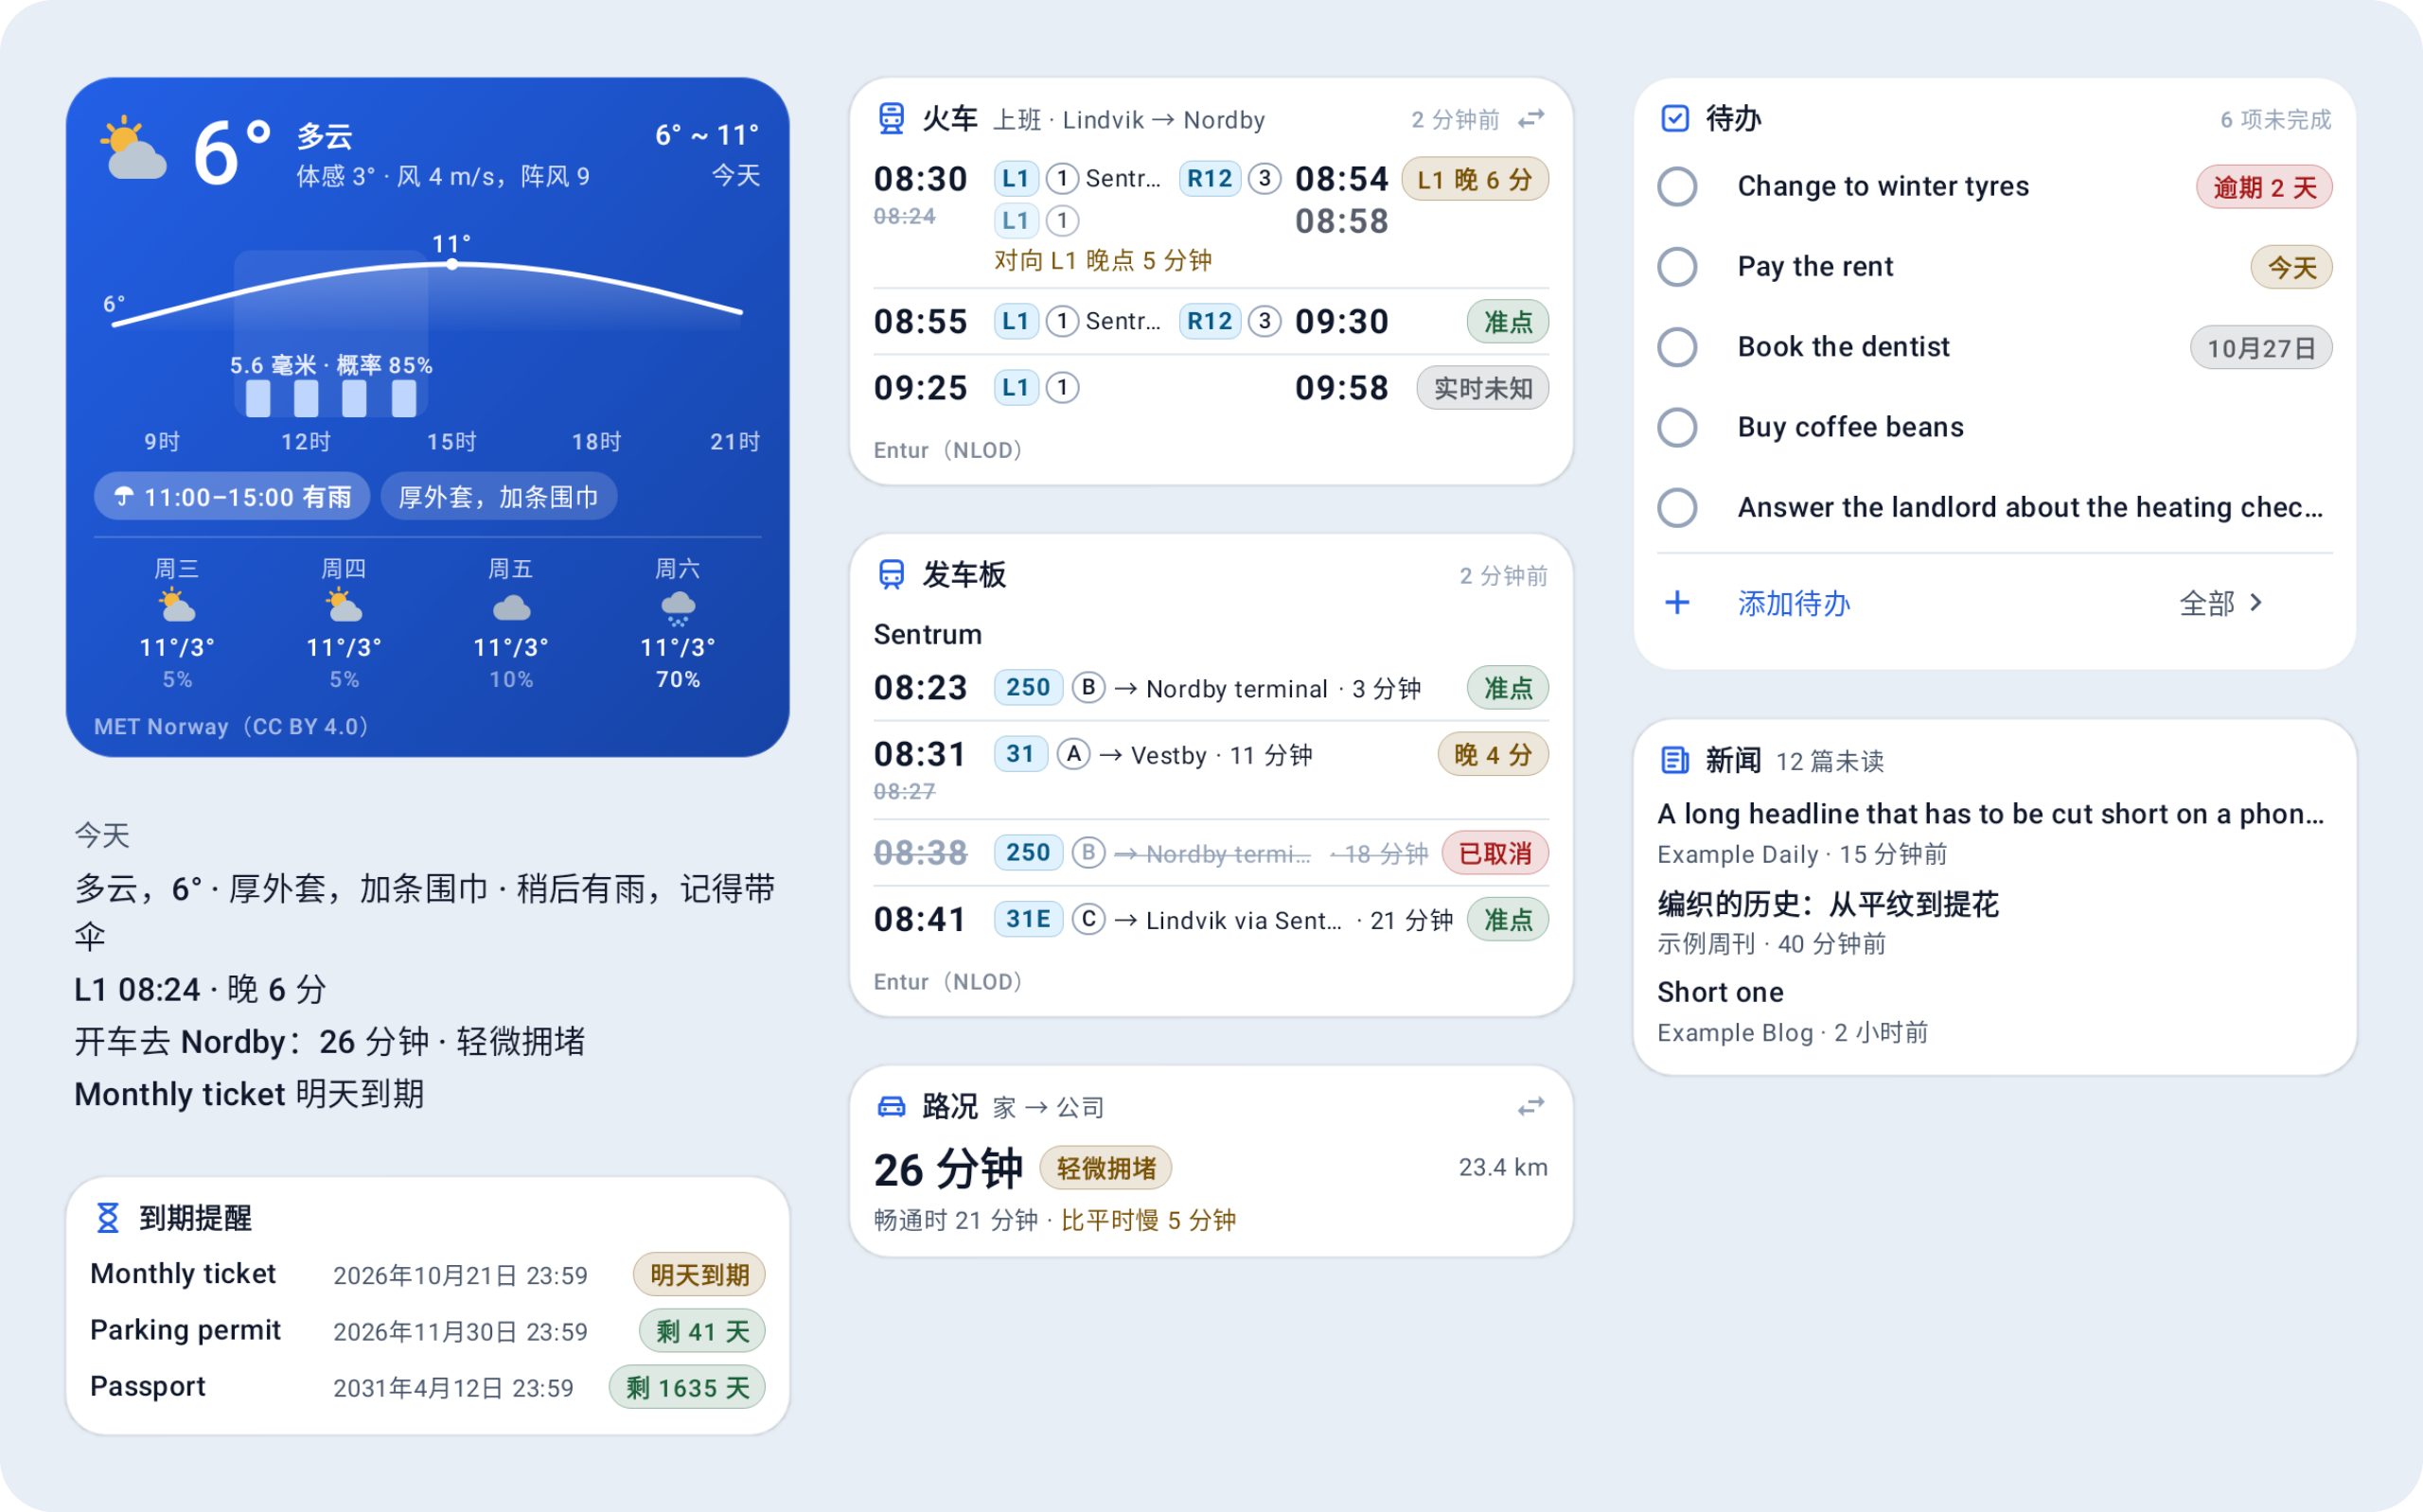 6° 多云 6° ~ 11°
体感 3° · 风 4 m/s，阵风 9 今天
11°
6°
5.6 毫米 · 概率 85%
9时 12时 15时 18时 21时
11:00–15:00 有雨 厚外套，加条围巾
周三 周四 周五 周六
11°/3° 11°/3° 11°/3° 11°/3°
5% 5% 10% 70%
MET Norway（CC BY 4.0）
今天
多云，6° · 厚外套，加条围巾 · 稍后有雨，记得带
伞
L1 08:24 · 晚 6 分
开车去 Nordby：26 分钟 · 轻微拥堵
Monthly ticket 明天到期
到期提醒
Monthly ticket 2026年10月21日 23:59 明天到期
Parking permit 2026年11月30日 23:59 剩 41 天
Passport 2031年4月12日 23:59 剩 1635 天
火车 上班 · Lindvik → Nordby 2 分钟前
08:30 L1 1 Sentr... R12 3 08:54 L1 晚 6 分
08:24 L1 1 08:58
对向 L1 晚点 5 分钟
08:55 L1 1 Sentr... R12 3 09:30 准点
09:25 L1 1 09:58 实时未知
Entur（NLOD）
发车板 2 分钟前
Sentrum
08:23 250 B → Nordby terminal · 3 分钟 准点
08:31 31 A → Vestby · 11 分钟 晚 4 分
08:27
08:38 250 B → Nordby termi... · 18 分钟 已取消
08:41 31E C → Lindvik via Sent... · 21 分钟 准点
Entur（NLOD）
路况 家 → 公司
26 分钟 轻微拥堵 23.4 km
畅通时 21 分钟 · 比平时慢 5 分钟
待办 6 项未完成
Change to winter tyres 逾期 2 天
Pay the rent 今天
Book the dentist 10月27日
Buy coffee beans
Answer the landlord about the heating chec...
添加待办 全部
新闻 12 篇未读
A long headline that has to be cut short on a phon...
Example Daily · 15 分钟前
编织的历史：从平纹到提花
示例周刊 · 40 分钟前
Short one
Example Blog · 2 小时前